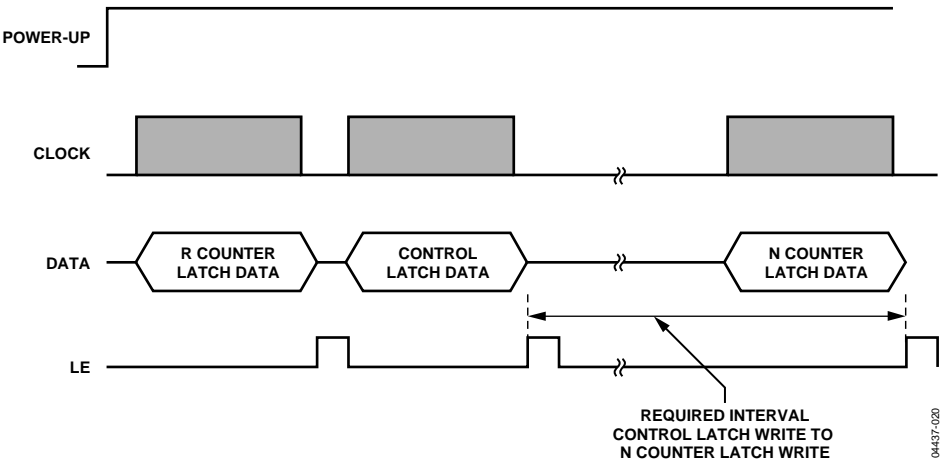 POWER-UP
CLOCK
DATA
R COUNTER
LATCH DATA
CONTROL
LATCH DATA
N COUNTER
LATCH DATA
LE
REQUIRED INTERVAL
CONTROL LATCH WRITE TO
N COUNTER LATCH WRITE
04437-020